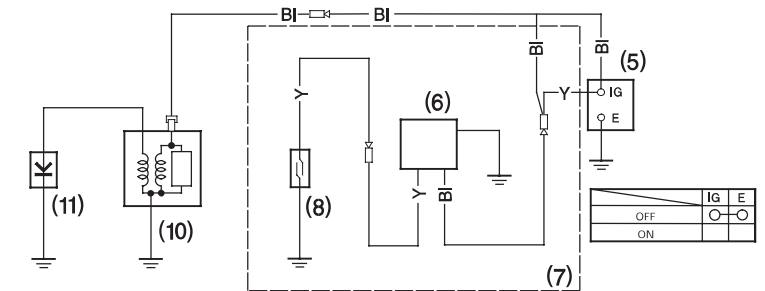 Bl Bl
Bl Bl (5)
Y (6) Y IG
E
(11) (10) (8) Y Bl
IG E
OFF
ON
(7)